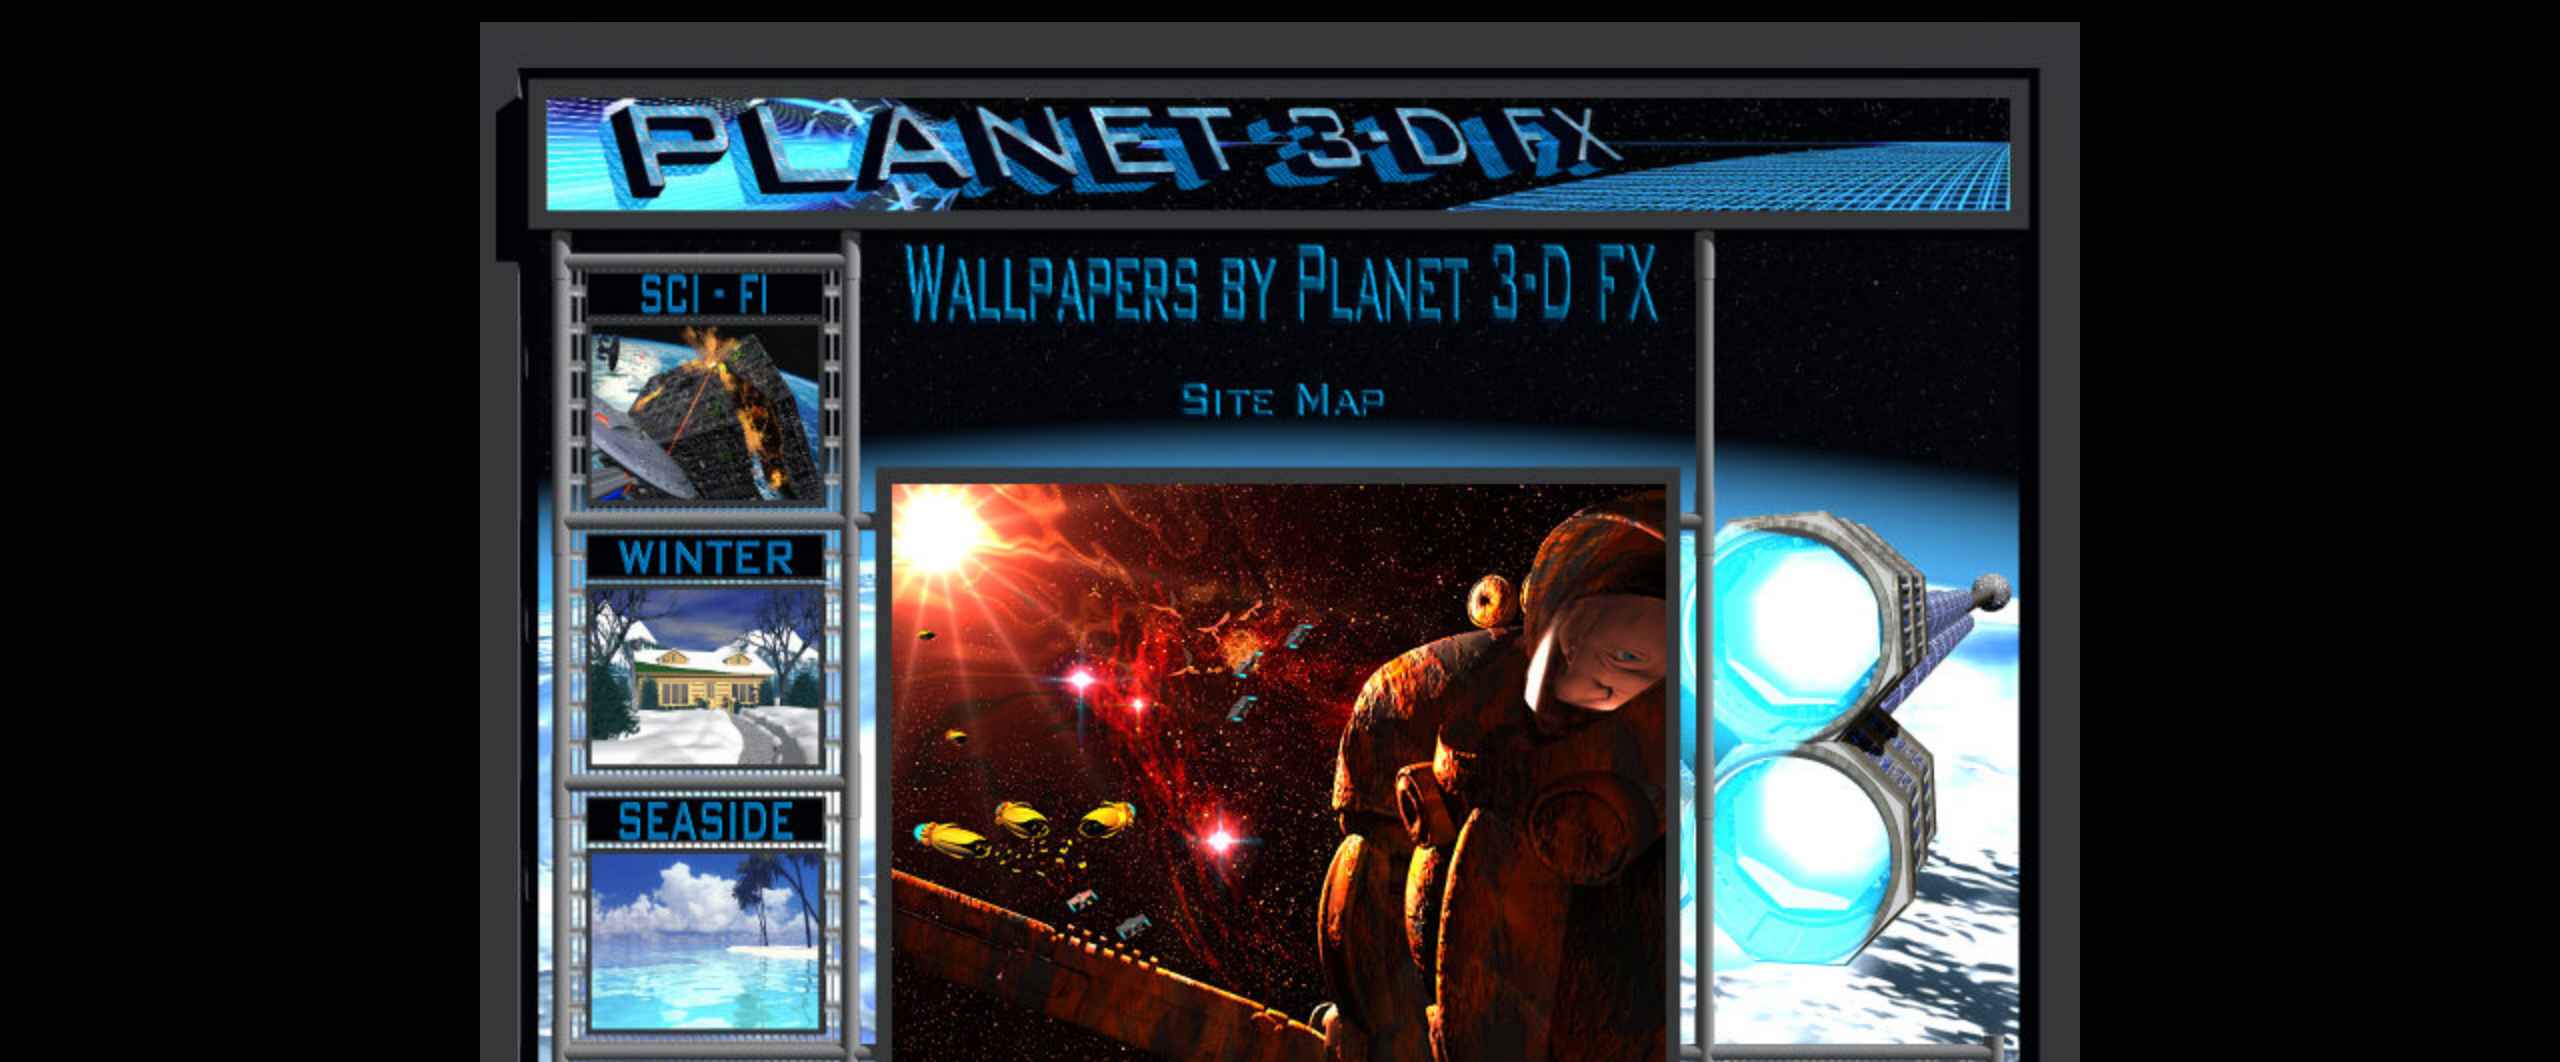 PLANET 3-D FX
WALLPAPERS BY PLANET 3-D FX
SITE MAP
SCI-FI
WINTER
SEASIDE